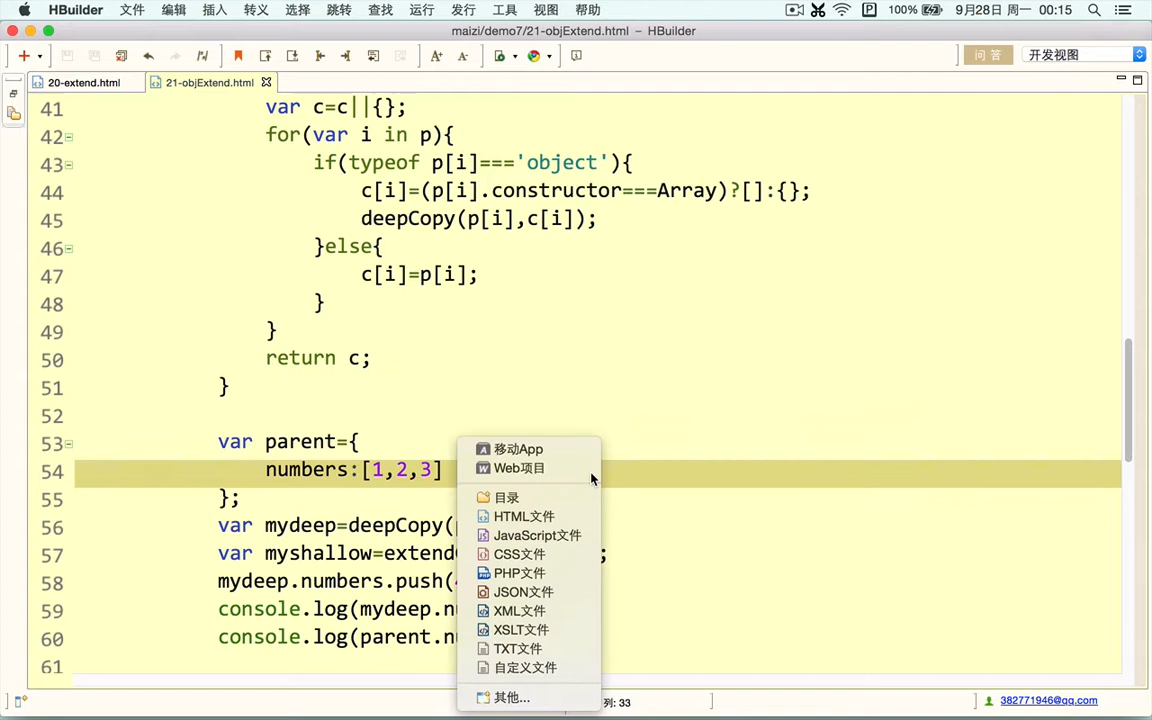 HBuilder 文件 编辑 插入 转义 选择 跳转 查找 运行 发行 工具 视图 帮助 100% 9月28日 周一 00:15
maizi/demo7/21-objExtend.html – HBuilder
问 答 开发视图
20-extend.html 21-objExtend.html
41 var c=c||{};
42 for(var i in p){
43 if(typeof p[i]==='object'){
44 c[i]=(p[i].constructor===Array)?[]:{};
45 deepCopy(p[i],c[i]);
46 }else{
47 c[i]=p[i];
48 }
49 }
50 return c;
51 }
52
53 var parent={
54 numbers:[1,2,3]
55 };
56 var mydeep=deepCopy(
57 var myshallow=extend ;
58 mydeep.numbers.push(
59 console.log(mydeep.n
60 console.log(parent.n
61
移动App
Web项目
目录
HTML文件
JavaScript文件
CSS文件
PHP文件
JSON文件
XML文件
XSLT文件
TXT文件
自定义文件
其他...
列: 33
382771946@qq.com